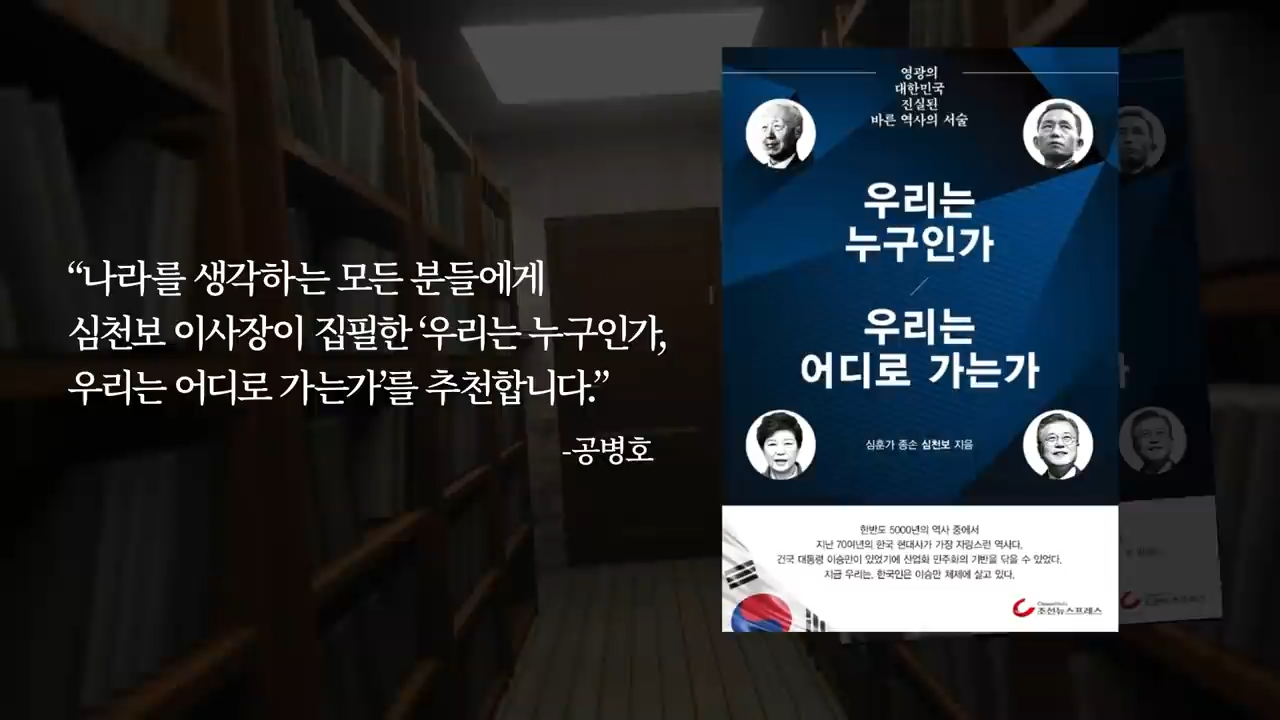 “나라를 생각하는 모든 분들에게
심천보 이사장이 집필한 ‘우리는 누구인가,
우리는 어디로 가는가’를 추천합니다.”
-공병호
영광의
대한민국
진실된
바른 역사의 서술
우리는
누구인가
우리는
어디로 가는가
심훈가 종손 심천보 지음
한반도 5000년의 역사 중에서
지난 70여년의 한국 현대사가 가장 자랑스런 역사다.
건국 대통령 이승만이 있었기에 산업화 민주화의 기반을 닦을 수 있었다.
지금 우리는, 한국인은 이승만 체제에 살고 있다.
조선뉴스프레스